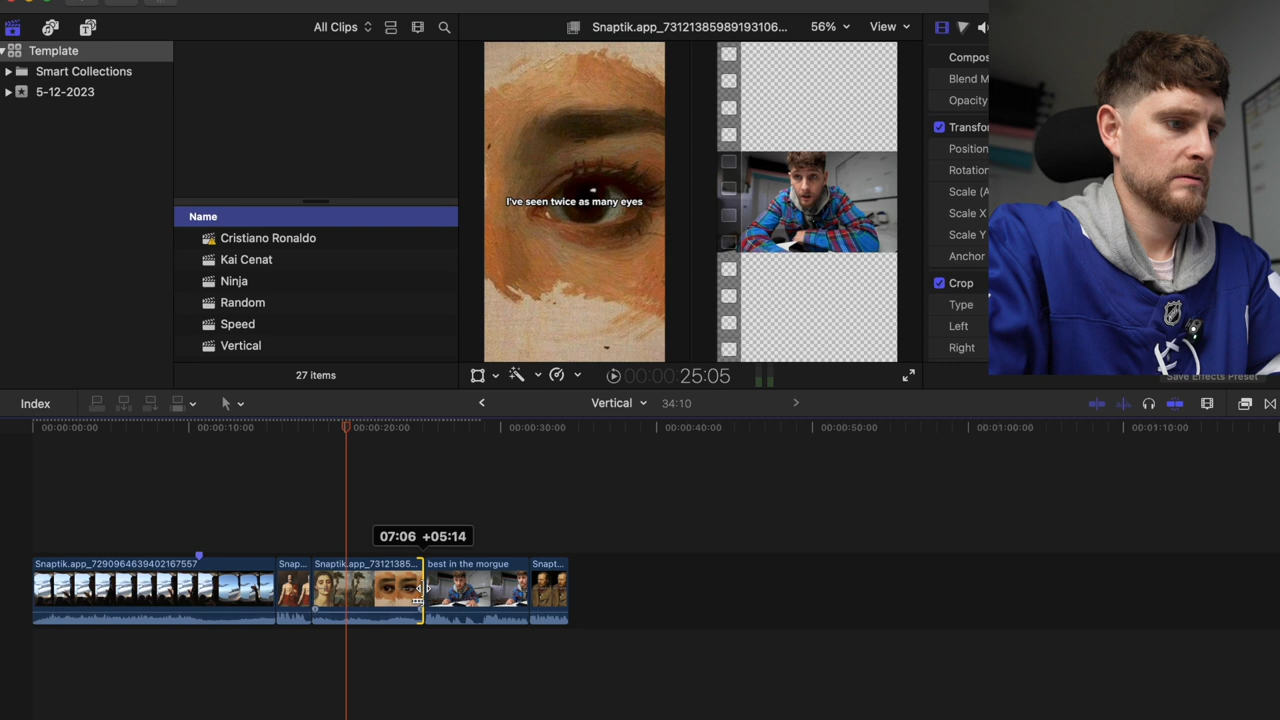 All Clips
Snaptik.app_73121385989193106...
56%
View
Template
Smart Collections
5-12-2023
Name
Cristiano Ronaldo
Kai Cenat
Ninja
Random
Speed
Vertical
27 items
I've seen twice as many eyes
00:00:00:25:05
Compos
Blend M
Opacity
Transfo
Position
Rotation
Scale (A
Scale X
Scale Y
Anchor
Crop
Type
Left
Right
Save Effects Preset
Index
Vertical
34:10
00:00:00:00
00:00:10:00
00:00:20:00
00:00:30:00
00:00:40:00
00:00:50:00
00:01:00:00
00:01:10:00
07:06 +05:14
Snaptik.app_7290964639402167557
Snap...
Snaptik.app_73121385...
best in the morgue
Snapt...